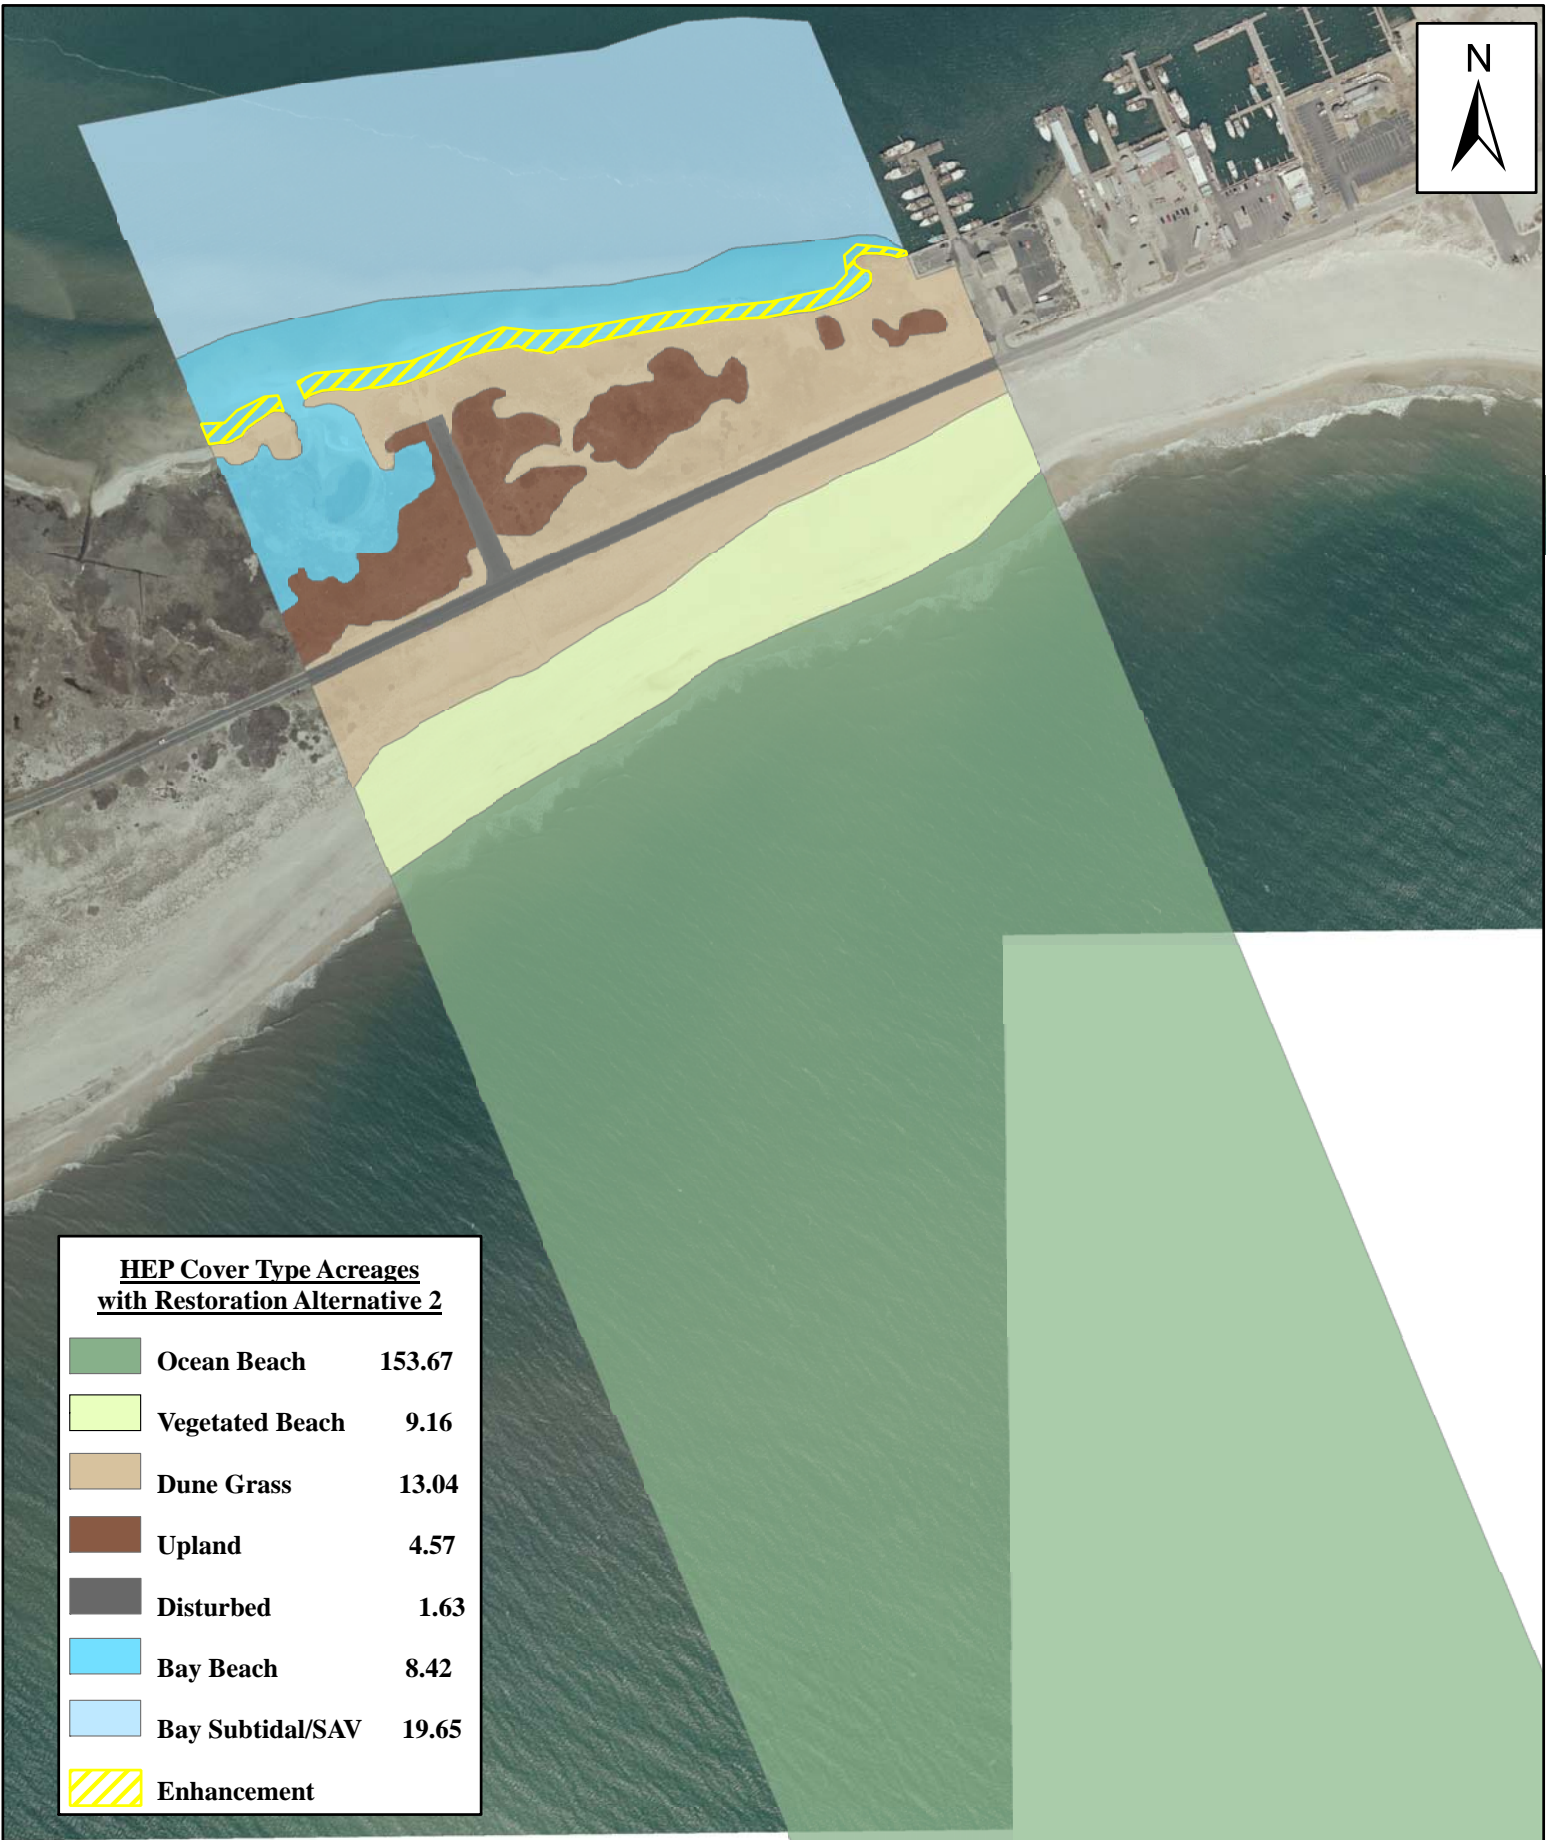 N
HEP Cover Type Acreages
with Restoration Alternative 2
Ocean Beach 153.67
Vegetated Beach 9.16
Dune Grass 13.04
Upland 4.57
Disturbed 1.63
Bay Beach 8.42
Bay Subtidal/SAV 19.65
Enhancement